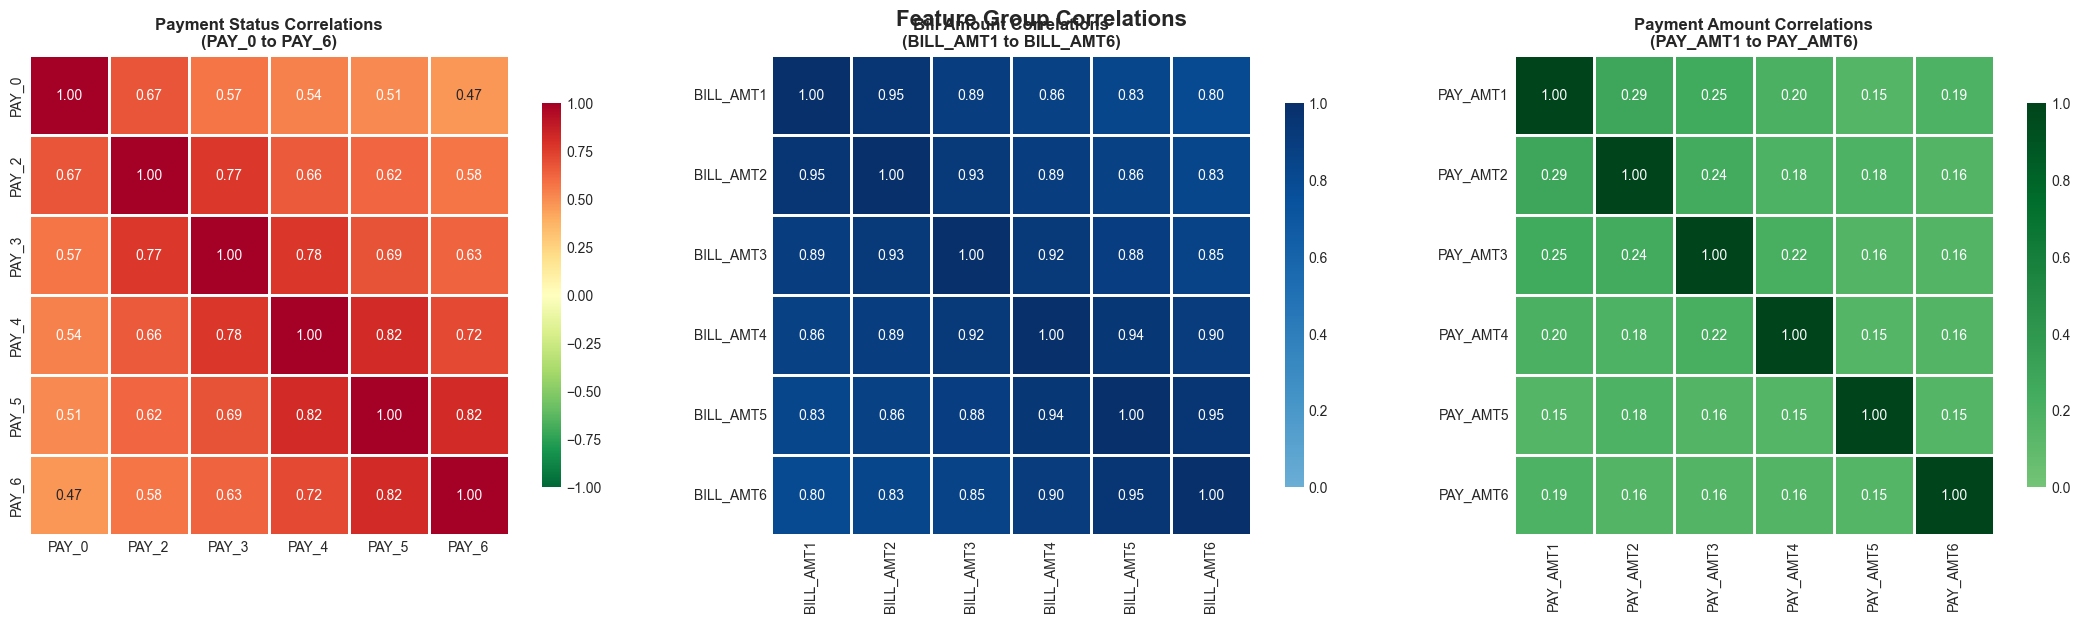 Feature Group Correlations
Payment Status Correlations
(PAY_0 to PAY_6)
PAY_0 1.00 0.67 0.57 0.54 0.51 0.47
PAY_2 0.67 1.00 0.77 0.66 0.62 0.58
PAY_3 0.57 0.77 1.00 0.78 0.69 0.63
PAY_4 0.54 0.66 0.78 1.00 0.82 0.72
PAY_5 0.51 0.62 0.69 0.82 1.00 0.82
PAY_6 0.47 0.58 0.63 0.72 0.82 1.00
PAY_0 PAY_2 PAY_3 PAY_4 PAY_5 PAY_6
1.00
0.75
0.50
0.25
0.00
−0.25
−0.50
−0.75
−1.00
Bill Amount Correlations
(BILL_AMT1 to BILL_AMT6)
BILL_AMT1 1.00 0.95 0.89 0.86 0.83 0.80
BILL_AMT2 0.95 1.00 0.93 0.89 0.86 0.83
BILL_AMT3 0.89 0.93 1.00 0.92 0.88 0.85
BILL_AMT4 0.86 0.89 0.92 1.00 0.94 0.90
BILL_AMT5 0.83 0.86 0.88 0.94 1.00 0.95
BILL_AMT6 0.80 0.83 0.85 0.90 0.95 1.00
BILL_AMT1 BILL_AMT2 BILL_AMT3 BILL_AMT4 BILL_AMT5 BILL_AMT6
1.0
0.8
0.6
0.4
0.2
0.0
Payment Amount Correlations
(PAY_AMT1 to PAY_AMT6)
PAY_AMT1 1.00 0.29 0.25 0.20 0.15 0.19
PAY_AMT2 0.29 1.00 0.24 0.18 0.18 0.16
PAY_AMT3 0.25 0.24 1.00 0.22 0.16 0.16
PAY_AMT4 0.20 0.18 0.22 1.00 0.15 0.16
PAY_AMT5 0.15 0.18 0.16 0.15 1.00 0.15
PAY_AMT6 0.19 0.16 0.16 0.16 0.15 1.00
PAY_AMT1 PAY_AMT2 PAY_AMT3 PAY_AMT4 PAY_AMT5 PAY_AMT6
1.0
0.8
0.6
0.4
0.2
0.0